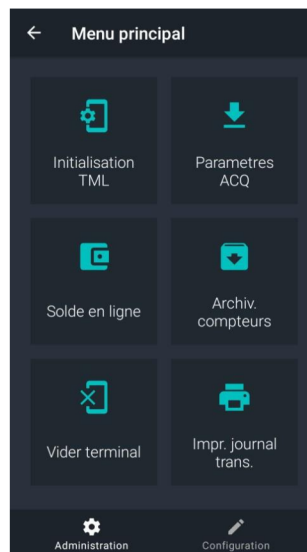 Menu principal
Initialisation
TML
Parametres
ACQ
Solde en ligne
Archiv.
compteurs
Vider terminal
Impr. journal
trans.
Administration
Configuration